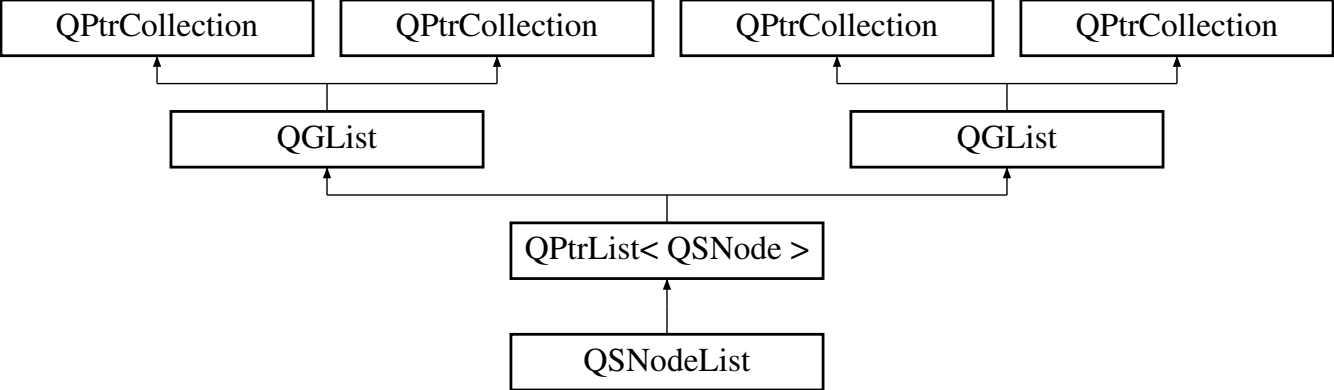 QPtrCollection
QPtrCollection
QPtrCollection
QPtrCollection
QGList
QGList
QPtrList< QSNode >
QSNodeList